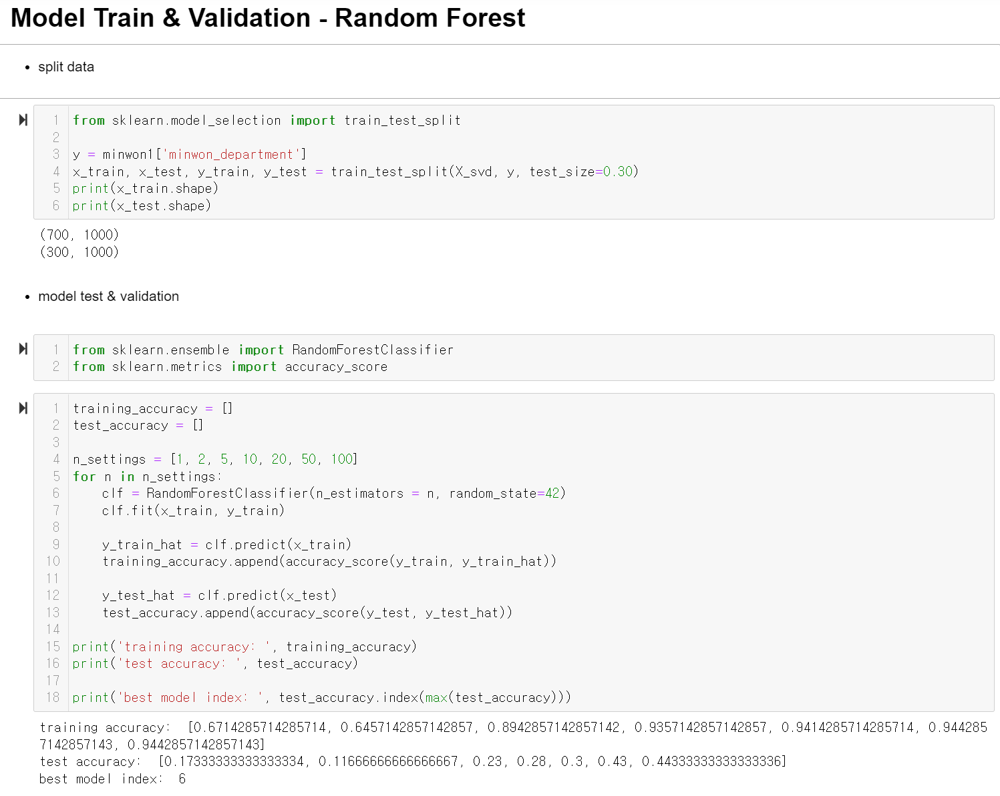 Model Train & Validation - Random Forest
• split data
1 from sklearn.model_selection import train_test_split
2
3 y = minwon1['minwon_department']
4 x_train, x_test, y_train, y_test = train_test_split(X_svd, y, test_size=0.30)
5 print(x_train.shape)
6 print(x_test.shape)
(700, 1000)
(300, 1000)
• model test & validation
1 from sklearn.ensemble import RandomForestClassifier
2 from sklearn.metrics import accuracy_score
1 training_accuracy = []
2 test_accuracy = []
3
4 n_settings = [1, 2, 5, 10, 20, 50, 100]
5 for n in n_settings:
6     clf = RandomForestClassifier(n_estimators = n, random_state=42)
7     clf.fit(x_train, y_train)
8
9     y_train_hat = clf.predict(x_train)
10     training_accuracy.append(accuracy_score(y_train, y_train_hat))
11
12     y_test_hat = clf.predict(x_test)
13     test_accuracy.append(accuracy_score(y_test, y_test_hat))
14
15 print('training accuracy: ', training_accuracy)
16 print('test accuracy: ', test_accuracy)
17
18 print('best model index: ', test_accuracy.index(max(test_accuracy)))
training accuracy:  [0.6714285714285714, 0.6457142857142857, 0.8942857142857142, 0.9357142857142857, 0.9414285714285714, 0.944285
7142857143, 0.9442857142857143]
test accuracy:  [0.17333333333333334, 0.11666666666666667, 0.23, 0.28, 0.3, 0.43, 0.44333333333333336]
best model index:  6